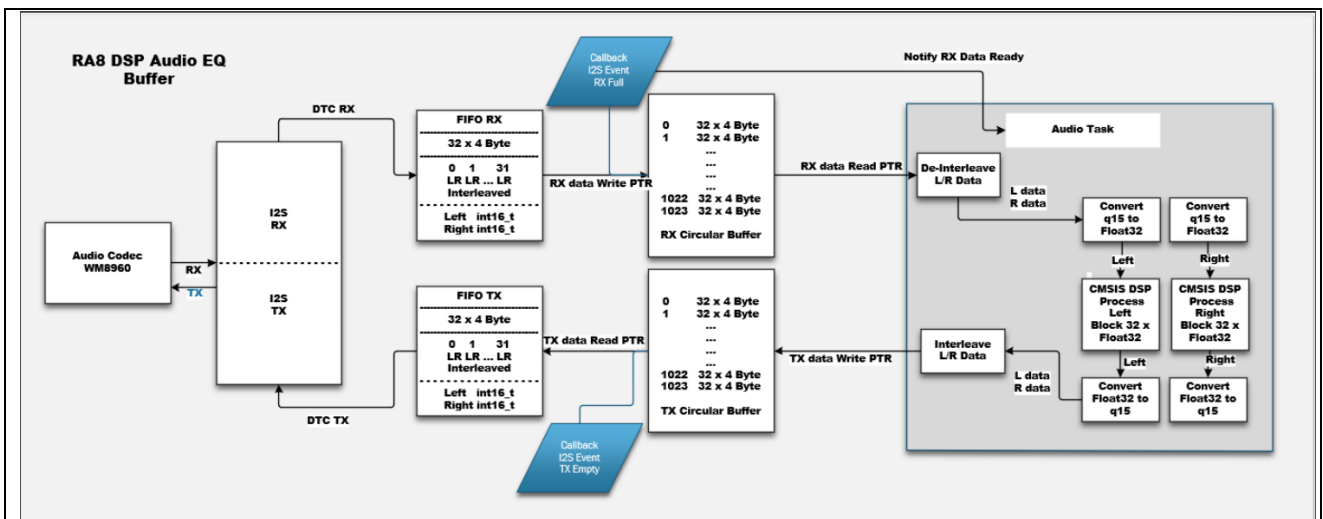 RA8 DSP Audio EQ
Buffer
Callback
I2S Event
RX Full
Notify RX Data Ready
DTC RX
FIFO RX
32 x 4 Byte
0 1 31
LR LR ... LR
Interleaved
Left int16_t
Right int16_t
RX data Write PTR
0 32 x 4 Byte
1 32 x 4 Byte
...
...
...
...
1022 32 x 4 Byte
1023 32 x 4 Byte
RX Circular Buffer
RX data Read PTR
Audio Task
De-Interleave
L/R Data
L data
R data
Convert
q15 to
Float32
Convert
q15 to
Float32
Left
Right
I2S
RX
I2S
TX
Audio Codec
WM8960
RX
TX
CMSIS DSP
Process
Left
Block 32 x
Float32
CMSIS DSP
Process
Right
Block 32 x
Float32
Left
Right
Convert
Float32 to
q15
Convert
Float32 to
q15
L data
R data
Interleave
L/R Data
TX data Write PTR
0 32 x 4 Byte
1 32 x 4 Byte
...
...
...
...
1022 32 x 4 Byte
1023 32 x 4 Byte
TX Circular Buffer
TX data Read PTR
FIFO TX
32 x 4 Byte
0 1 31
LR LR ... LR
Interleaved
Left int16_t
Right int16_t
DTC TX
Callback
I2S Event
TX Empty